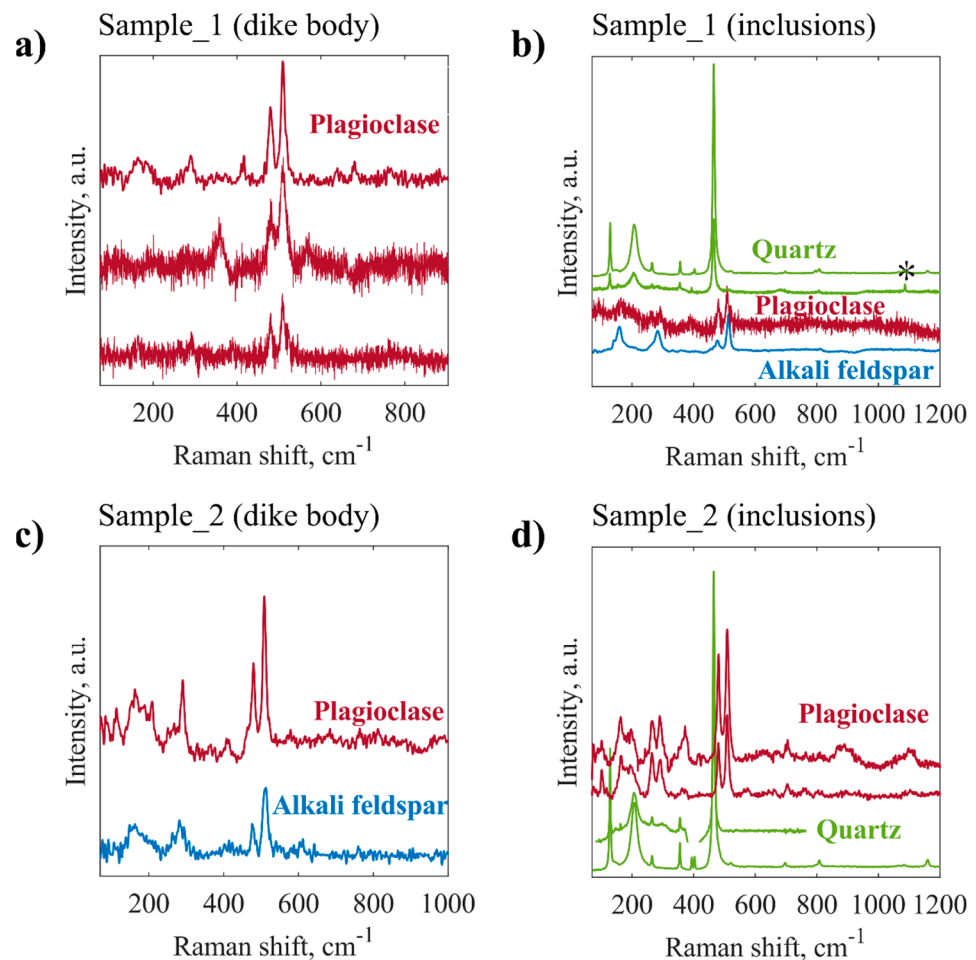 a)
Sample_1 (dike body)
Intensity, a.u.
Plagioclase
200 400 600 800
Raman shift, cm-1
b)
Sample_1 (inclusions)
Intensity, a.u.
Quartz
*
Plagioclase
Alkali feldspar
200 400 600 800 1000 1200
Raman shift, cm-1
c)
Sample_2 (dike body)
Intensity, a.u.
Plagioclase
Alkali feldspar
200 400 600 800 1000
Raman shift, cm-1
d)
Sample_2 (inclusions)
Intensity, a.u.
Plagioclase
Quartz
200 400 600 800 1000 1200
Raman shift, cm-1